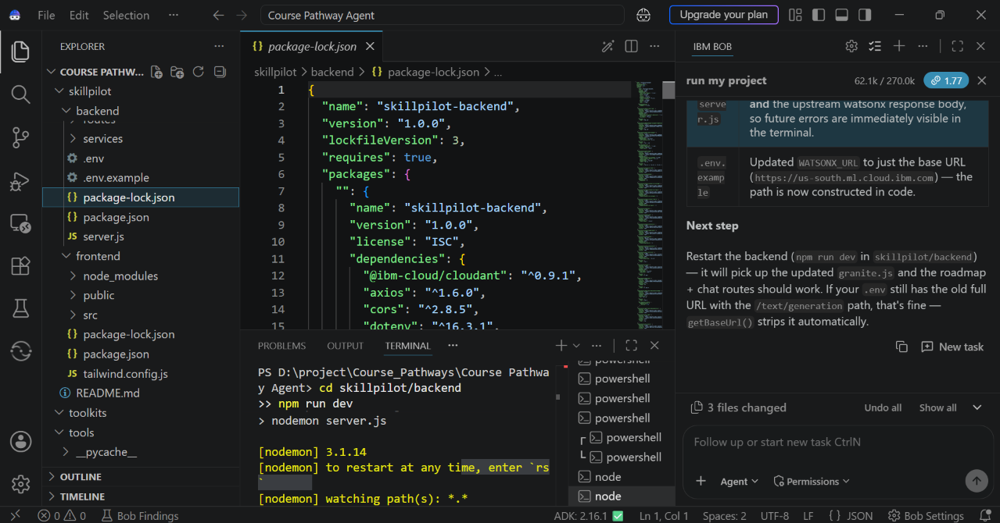 File Edit Selection ··· ← → Course Pathway Agent Upgrade your plan
EXPLORER ···
COURSE PATHW...
skillpilot
backend
routes
services
.env
.env.example
{} package-lock.json
{} package.json
JS server.js
frontend
node_modules
public
src
{} package-lock.json
{} package.json
JS tailwind.config.js
README.md
toolkits
tools
__pycache__
OUTLINE
TIMELINE
{} package-lock.json
skillpilot > backend > {} package-lock.json > ...
1 {
2 "name": "skillpilot-backend",
3 "version": "1.0.0",
4 "lockfileVersion": 3,
5 "requires": true,
6 "packages": {
7 "": {
8 "name": "skillpilot-backend",
9 "version": "1.0.0",
10 "license": "ISC",
11 "dependencies": {
12 "@ibm-cloud/cloudant": "^0.9.1",
13 "axios": "^1.6.0",
14 "cors": "^2.8.5",
15 "dotenv": "^16.3.1",
PROBLEMS OUTPUT TERMINAL ···
PS D:\project\Course_Pathways\Course Pathwa
y Agent> cd skillpilot/backend
>> npm run dev
> nodemon server.js
[nodemon] 3.1.14
[nodemon] to restart at any time, enter `rs
`
[nodemon] watching path(s): *.*
powershell
powershell
powershell
powershell
powershell
powershell
node
node
IBM BOB
run my project 62.1k / 270.0k 1.77
serve
r.js
and the upstream watsonx response body,
so future errors are immediately visible in
the terminal.
.env.
examp
le
Updated WATSONX_URL to just the base URL
(https://us-south.ml.cloud.ibm.com) — the
path is now constructed in code.
Next step
Restart the backend (npm run dev in skillpilot/backend)
— it will pick up the updated granite.js and the roadmap
+ chat routes should work. If your .env still has the old full
URL with the /text/generation path, that's fine —
getBaseUrl() strips it automatically.
New task
3 files changed Undo all Show all
Follow up or start new task CtrlN
Agent Permissions
0 0 Bob Findings ADK: 2.16.1 ✅ Ln 1, Col 1 Spaces: 2 UTF-8 LF {} JSON Bob Settings